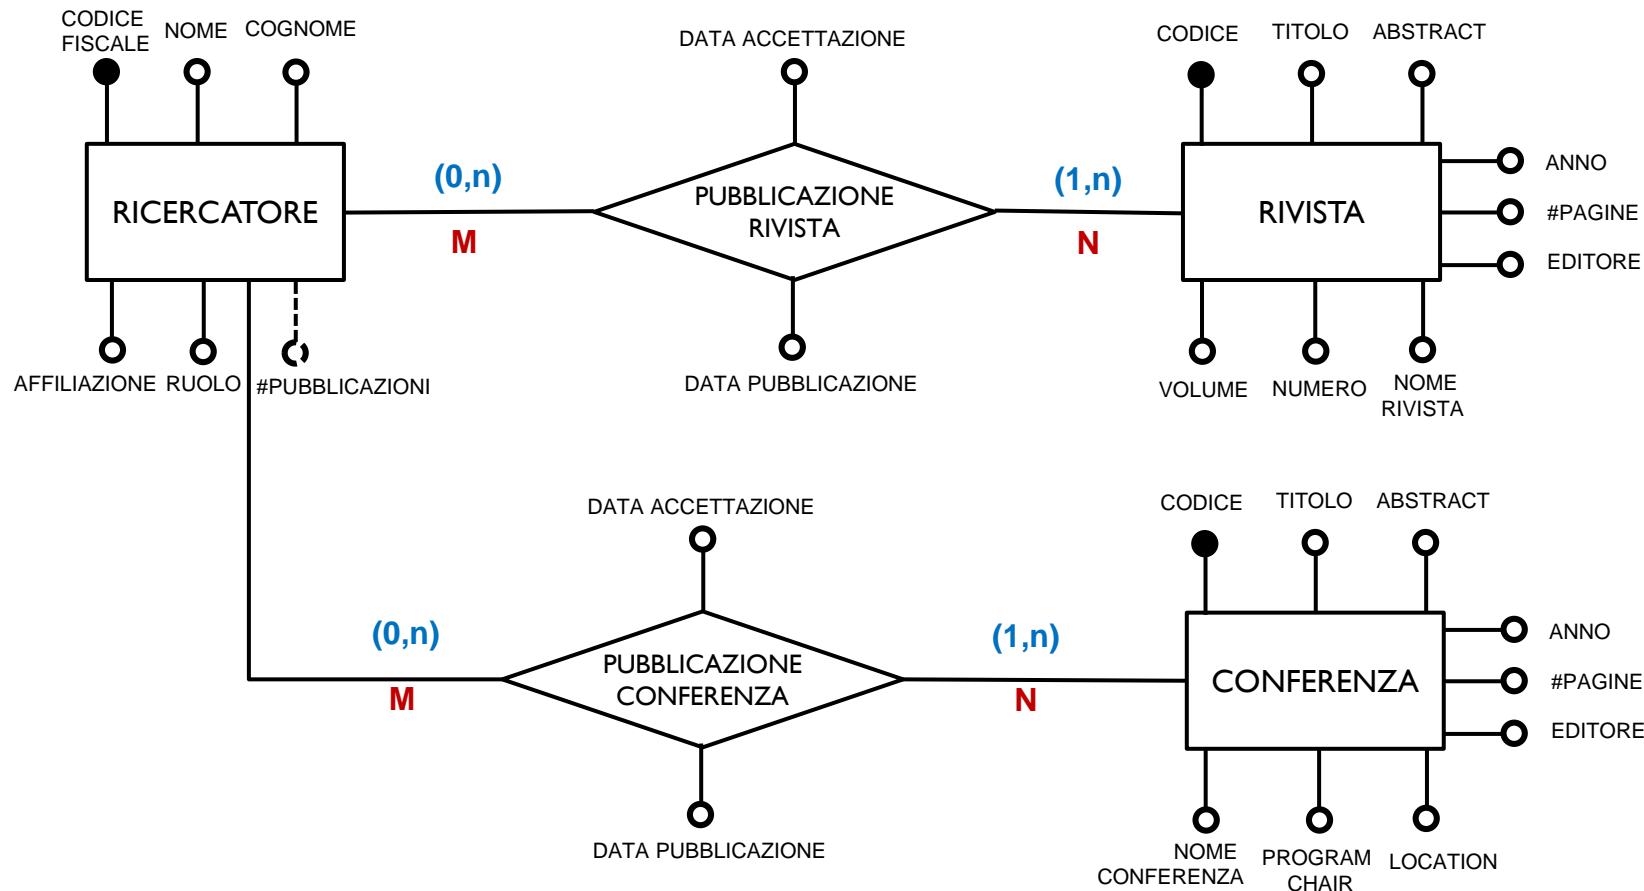 CODICE
FISCALE
NOME
COGNOME
DATA ACCETTAZIONE
CODICE
TITOLO
ABSTRACT
RICERCATORE
(0,n)
M
PUBBLICAZIONE
RIVISTA
(1,n)
N
RIVISTA
ANNO
#PAGINE
EDITORE
AFFILIAZIONE
RUOLO
#PUBBLICAZIONI
DATA PUBBLICAZIONE
VOLUME
NUMERO
NOME
RIVISTA
DATA ACCETTAZIONE
CODICE
TITOLO
ABSTRACT
(0,n)
M
PUBBLICAZIONE
CONFERENZA
(1,n)
N
CONFERENZA
ANNO
#PAGINE
EDITORE
DATA PUBBLICAZIONE
NOME
CONFERENZA
PROGRAM
CHAIR
LOCATION